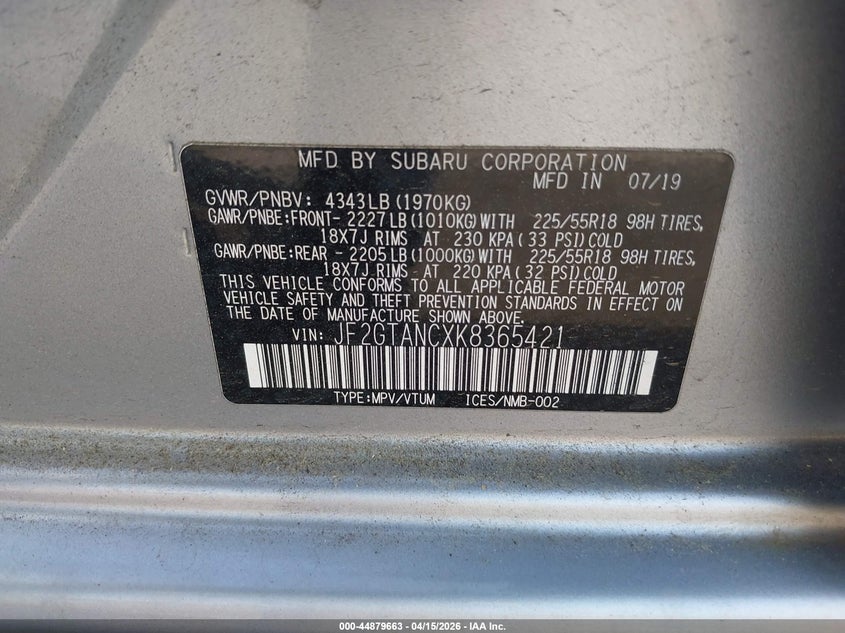 MFD BY SUBARU CORPORATION
MFD IN 07/19
GVWR/PNBV: 4343LB (1970KG)
GAWR/PNBE:FRONT- 2227LB(1010KG)WITH 225/55R18 98H TIRES,
18X7J RIMS AT 230 KPA(33 PSI)COLD
GAWR/PNBE:REAR - 2205LB(1000KG)WITH 225/55R18 98H TIRES,
18X7J RIMS AT 220 KPA(32 PSI)COLD
THIS VEHICLE CONFORMS TO ALL APPLICABLE FEDERAL MOTOR
VEHICLE SAFETY AND THEFT PREVENTION STANDARDS IN EFFECT ON
THE DATE OF MANUFACTURE SHOWN ABOVE.
VIN: JF2GTANCXK8365421
TYPE:MPV/VTUM ICES/NMB-002
000-44879663 - 04/15/2026 - IAA Inc.